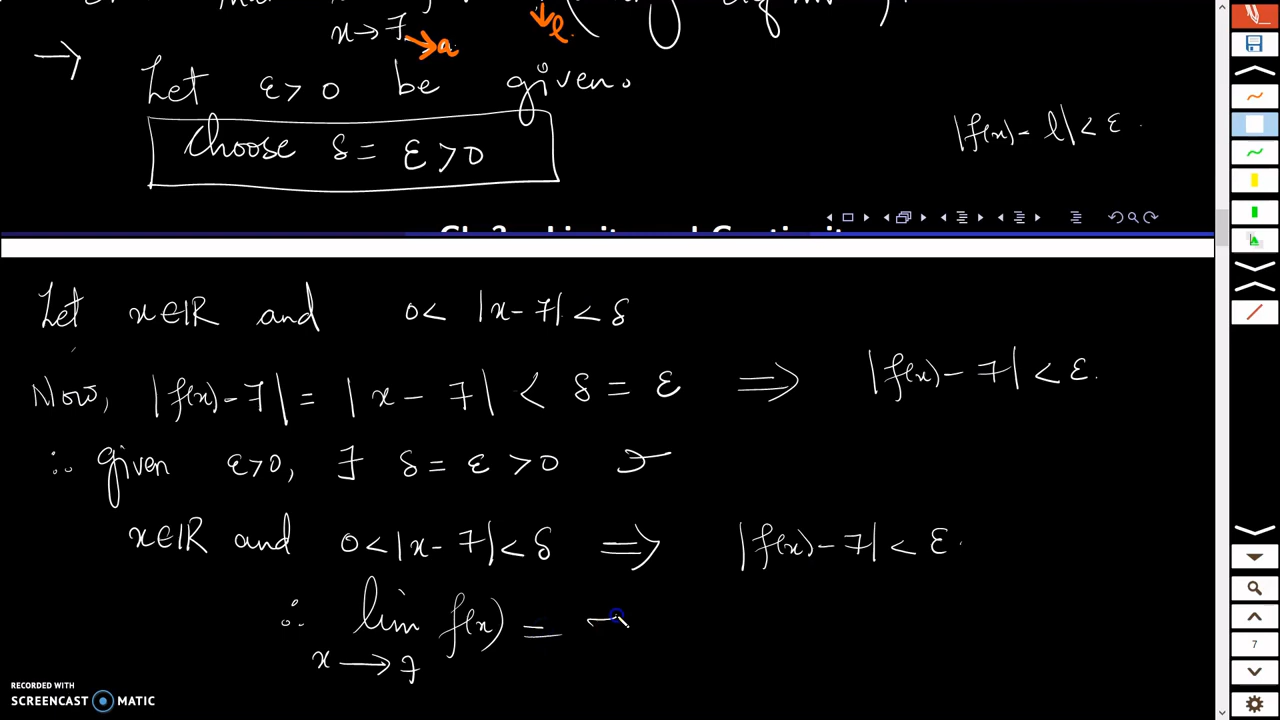 x → 7
→ a
l
→ Let ε > 0 be given.
Choose δ = ε > 0
|f(x) - l| < ε.
Let x ∈ ℝ and 0 < |x - 7| < δ
Now, |f(x) - 7| = |x - 7| < δ = ε ⟹ |f(x) - 7| < ε.
∴ given ε > 0, ∃ δ = ε > 0
x ∈ ℝ and 0 < |x - 7| < δ ⟹ |f(x) - 7| < ε.
∴ lim f(x) =
x → 7
7
RECORDED WITH
SCREENCAST MATIC